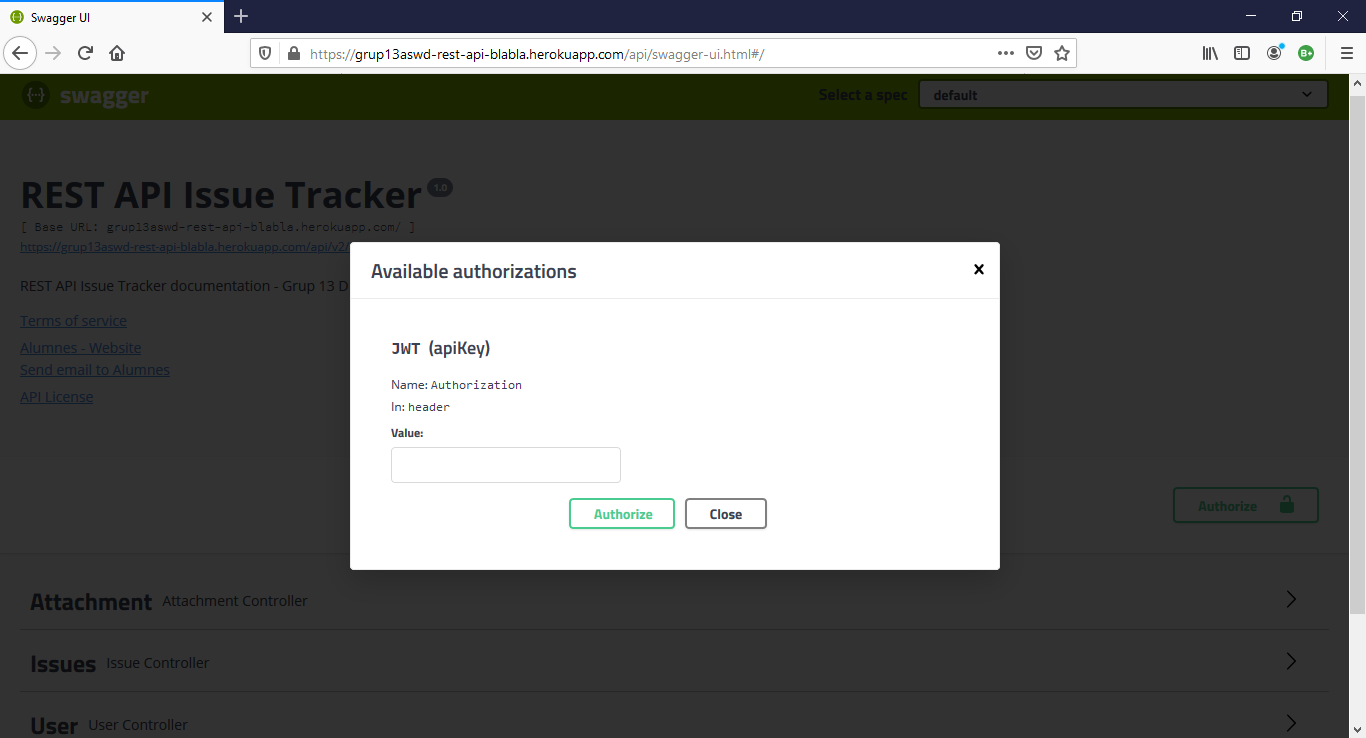 Swagger UI
https://grup13aswd-rest-api-blabla.herokuapp.com/api/swagger-ui.html#/
B+
{··} swagger
Select a spec
default
REST API Issue Tracker 1.0
[ Base URL: grup13aswd-rest-api-blabla.herokuapp.com/ ]
https://grup13aswd-rest-api-blabla.herokuapp.com/api/v2/
REST API Issue Tracker documentation - Grup 13 D
Terms of service
Alumnes - Website
Send email to Alumnes
API License
Available authorizations
JWT (apiKey)
Name: Authorization
In: header
Value:
Authorize
Close
Authorize
Attachment Attachment Controller
Issues Issue Controller
User User Controller